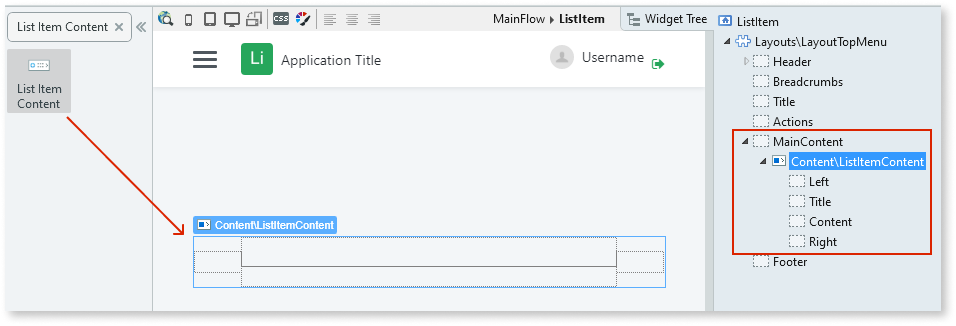 List Item Content
List Item
Content
css
MainFlow ListItem
Widget Tree
Li
Application Title
Username
Content\ListItemContent
ListItem
Layouts\LayoutTopMenu
Header
Breadcrumbs
Title
Actions
MainContent
Content\ListItemContent
Left
Title
Content
Right
Footer